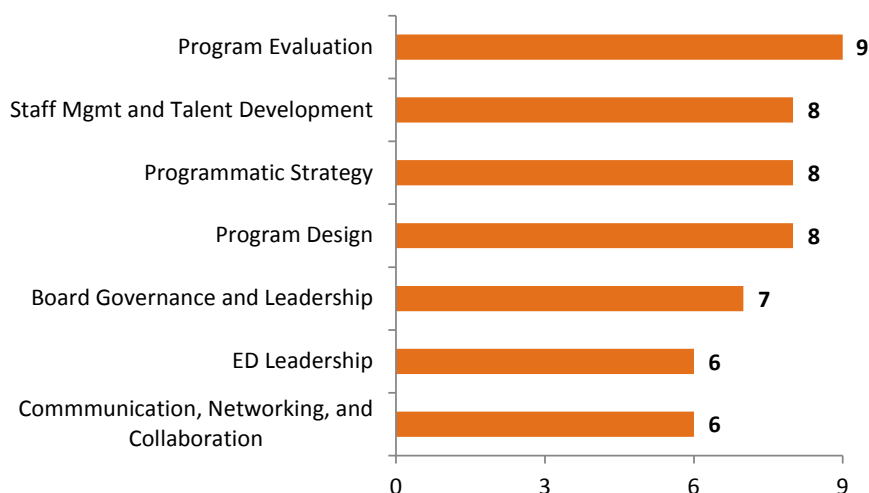 Program Evaluation 9
Staff Mgmt and Talent Development 8
Programmatic Strategy 8
Program Design 8
Board Governance and Leadership 7
ED Leadership 6
Commmunication, Networking, and
Collaboration 6
0 3 6 9